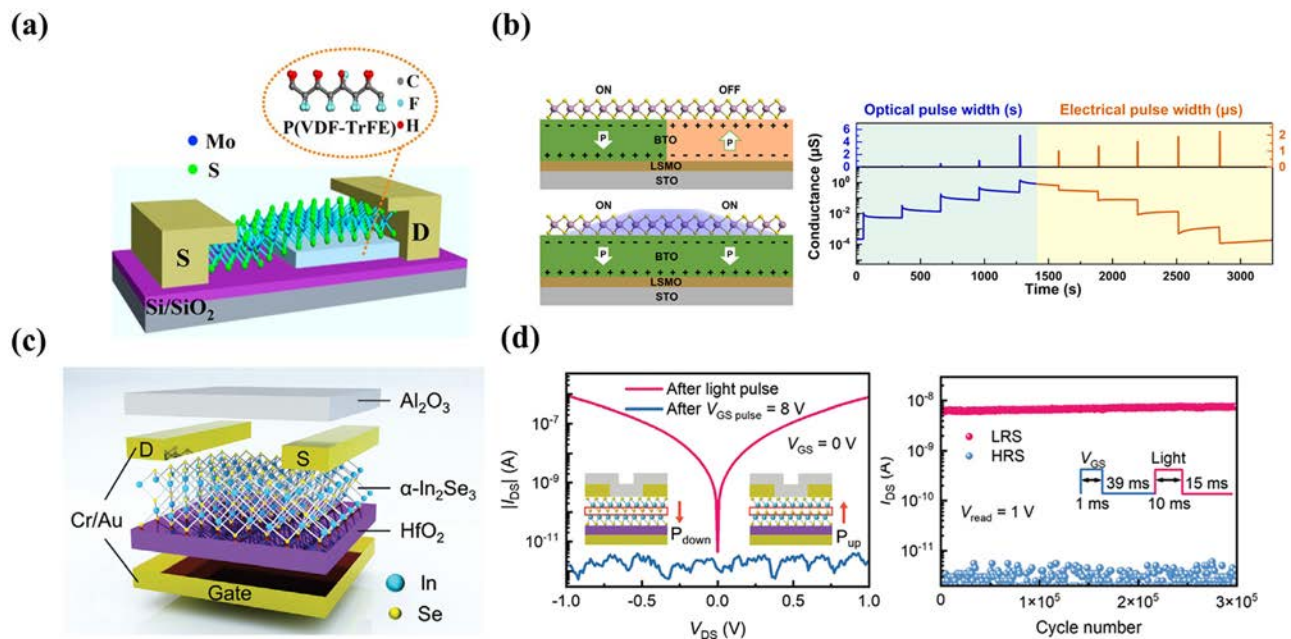 (a)
C
F
P(VDF-TrFE)
H
Mo
S
S
D
Si/SiO2
(b)
ON OFF
- - - - - - - - - + + + + + + + +
P BTO P
+ + + + + + + + + - - - - - - - -
LSMO
STO
ON ON
P BTO P
LSMO
STO
Optical pulse width (s) Electrical pulse width (μs)
6
4
2
0
2
1
0
Conductance (μS)
10^0
10^-2
10^-4
0 500 1000 1500 2000 2500 3000
Time (s)
(c)
Al2O3
D
S
α-In2Se3
Cr/Au
HfO2
Gate
In
Se
(d)
|IDS| (A)
10^-7
10^-9
10^-11
After light pulse
After VGS pulse = 8 V
VGS = 0 V
Pdown
Pup
-1.0 -0.5 0.0 0.5 1.0
VDS (V)
IDS (A)
10^-8
10^-9
10^-10
10^-11
LRS
HRS
VGS Light
39 ms 15 ms
1 ms 10 ms
Vread = 1 V
0 1×10^5 2×10^5 3×10^5
Cycle number